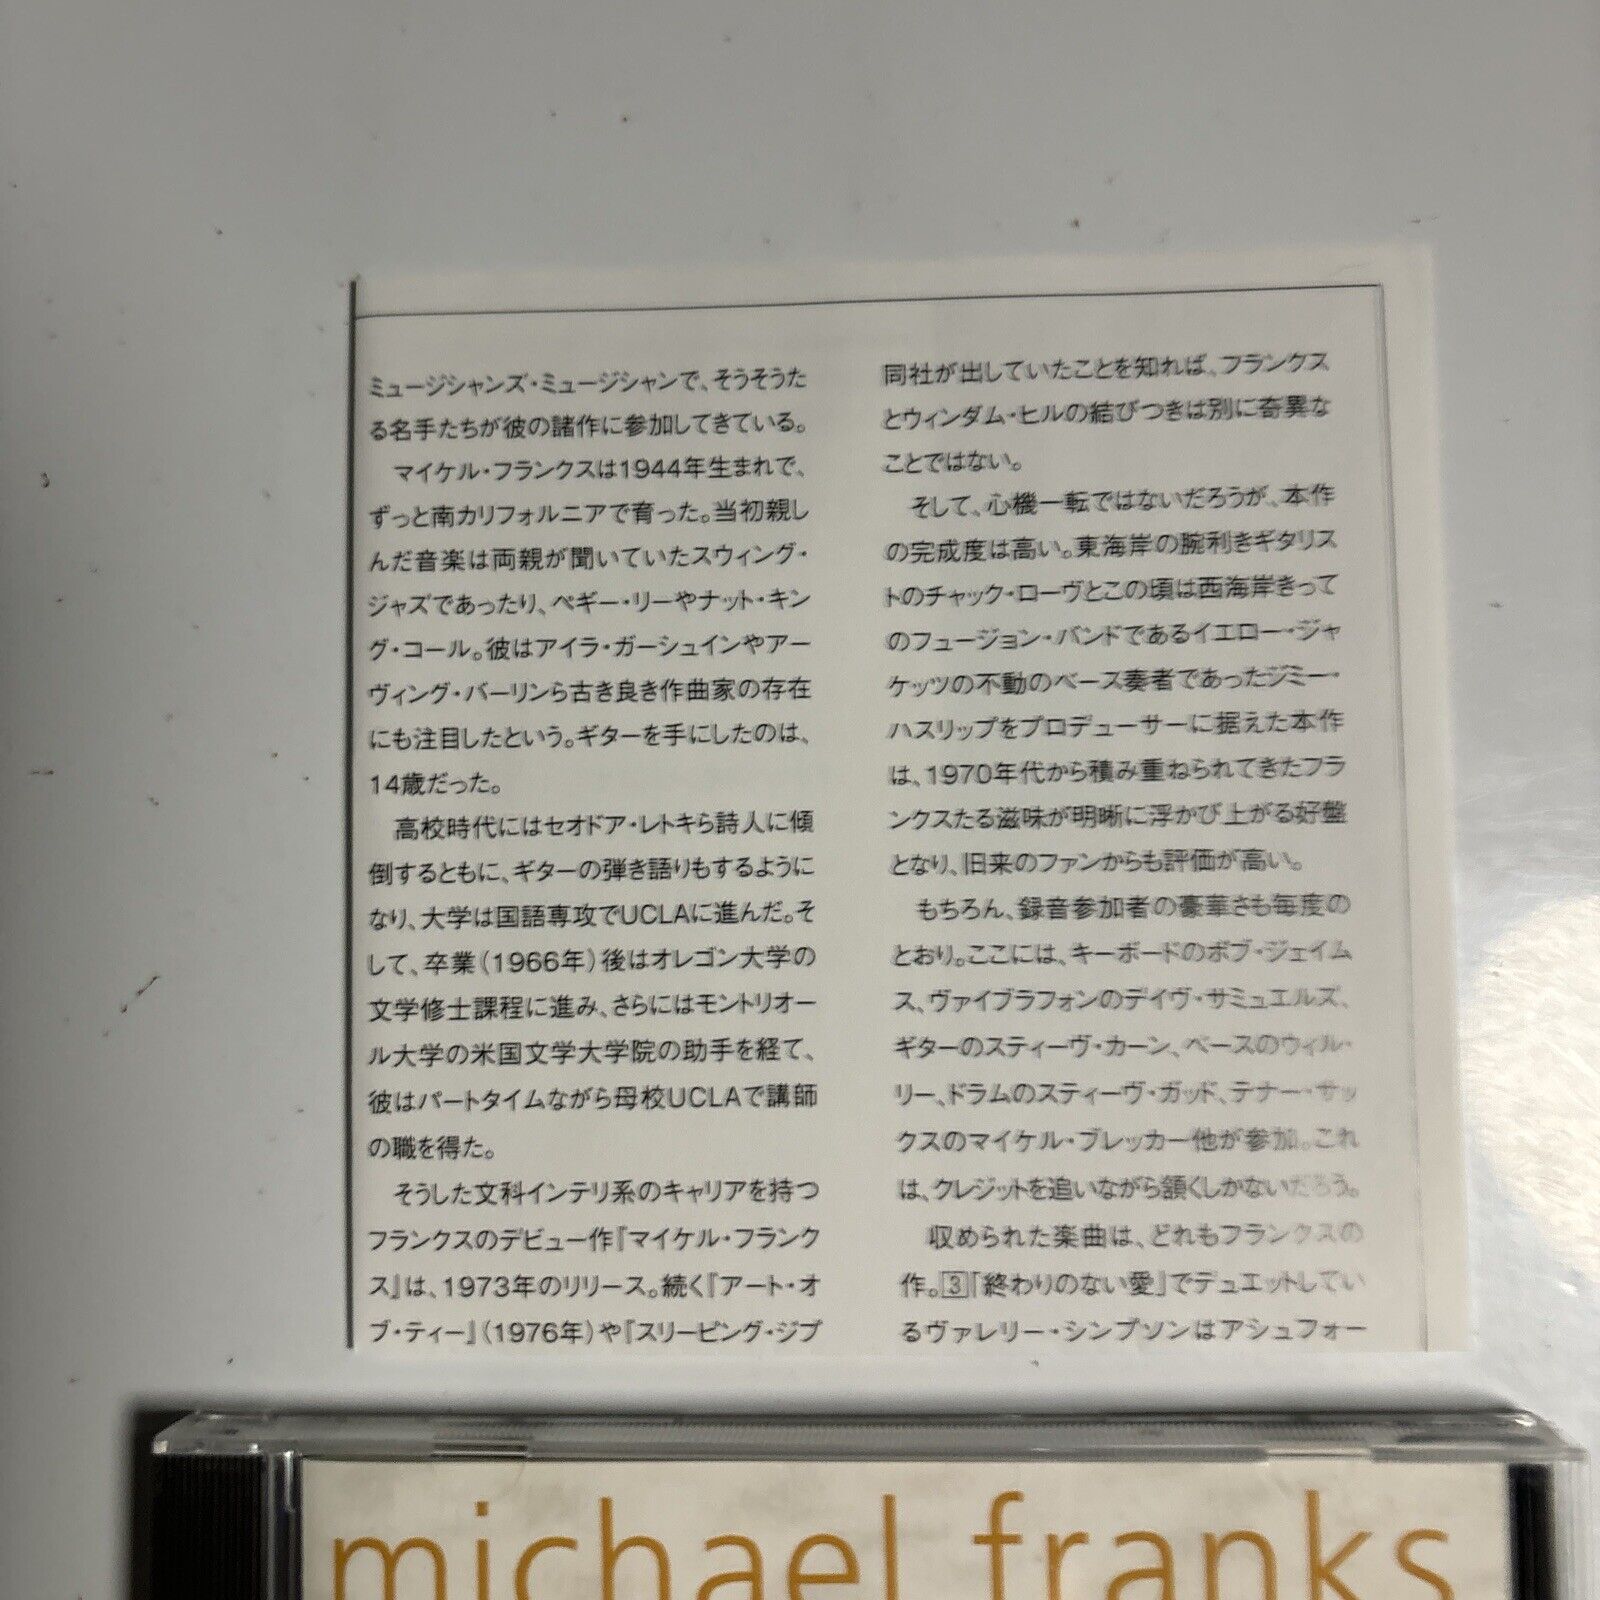 ミュージシャンズ・ミュージシャンで、そうそうた
る名手たちが彼の諸作に参加してきている。
マイケル・フランクスは1944年生まれで、
ずっと南カリフォルニアで育った。当初親し
んだ音楽は両親が聞いていたスウィング・
ジャズであったり、ペギー・リーやナット・キン
グ・コール。彼はアイラ・ガーシュインやアー
ヴィング・バーリンら古き良き作曲家の存在
にも注目したという。ギターを手にしたのは、
14歳だった。
高校時代にはセオドア・レトキら詩人に傾
倒するともに、ギターの弾き語りもするように
なり、大学は国語専攻でUCLAに進んだ。そ
して、卒業(1966年)後はオレゴン大学の
文学修士課程に進み、さらにはモントリオー
ル大学の米国文学大学院の助手を経て、
彼はパートタイムながら母校UCLAで講師
の職を得た。
そうした文科インテリ系のキャリアを持つ
フランクスのデビュー作『マイケル・フランク
ス』は、1973年のリリース。続く『アート・オ
ブ・ティー』(1976年)や『スリーピング・ジプ
同社が出していたことを知れば、フランクス
とウィンダム・ヒルの結びつきは別に奇異な
ことではない。
そして、心機一転ではないだろうが、本作
の完成度は高い。東海岸の腕利きギタリス
トのチャック・ローヴとこの頃は西海岸きって
のフュージョン・バンドであるイエロー・ジャ
ケッツの不動のベース奏者であったジミー・
ハスリップをプロデューサーに据えた本作
は、1970年代から積み重ねられてきたフラ
ンクスたる滋味が明晰に浮かび上がる好盤
となり、旧来のファンからも評価が高い。
もちろん、録音参加者の豪華さも毎度の
とおり。ここには、キーボードのボブ・ジェイム
ス、ヴァイブラフォンのデイヴ・サミュエルズ、
ギターのスティーヴ・カーン、ベースのウィル・
リー、ドラムのスティーヴ・ガッド、テナー・サッ
クスのマイケル・ブレッカー他が参加。これ
は、クレジットを追いながら頷くしかないだろう。
収められた楽曲は、どれもフランクスの
作。3『終わりのない愛』でデュエットしてい
るヴァレリー・シンプソンはアシュフォー
michael franks